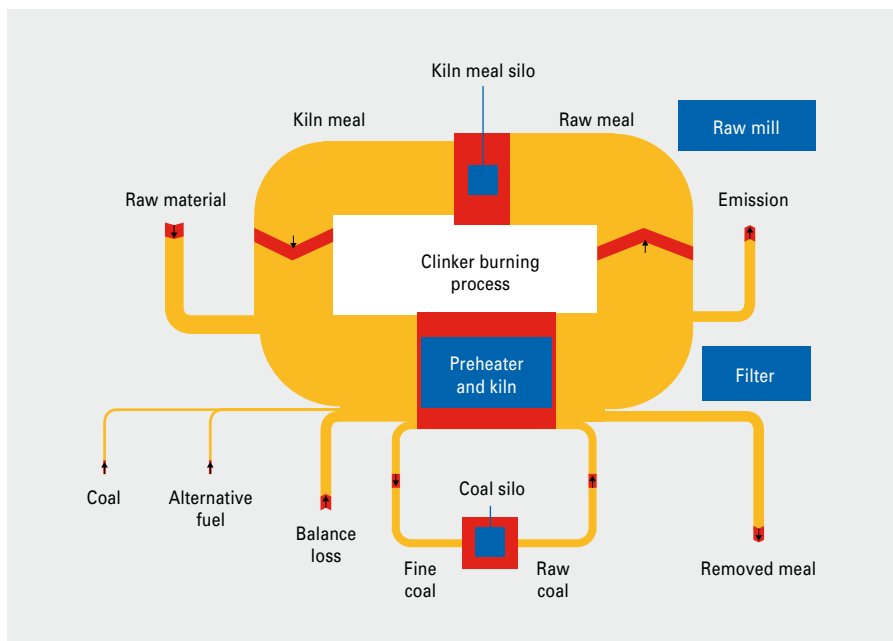 Kiln meal silo
Kiln meal
Raw meal
Raw mill
Raw material
Emission
Clinker burning
process
Preheater
and kiln
Filter
Coal
Alternative
fuel
Balance
loss
Coal silo
Fine
coal
Raw
coal
Removed meal